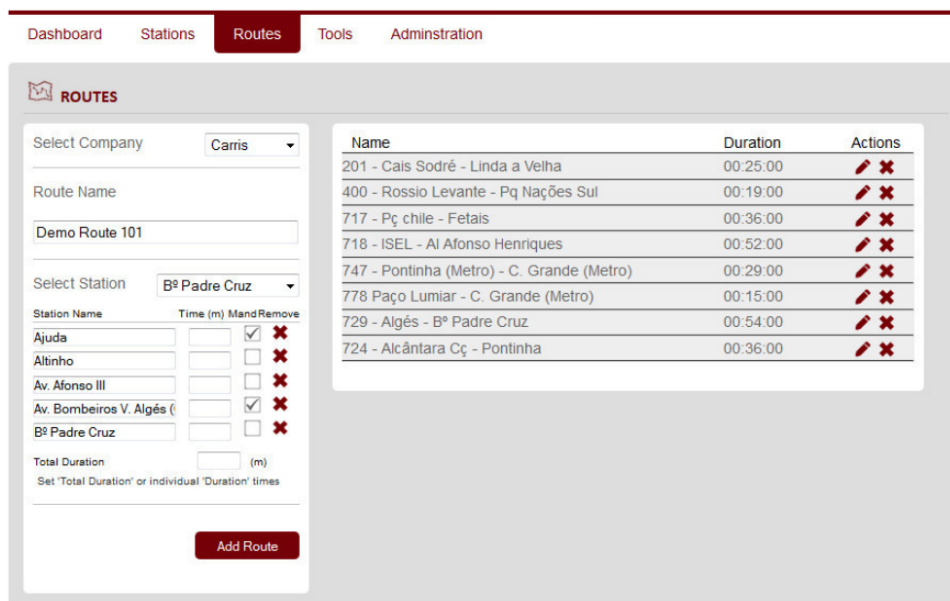 Dashboard Stations Routes Tools Adminstration
ROUTES
Select Company Carris
Route Name
Demo Route 101
Select Station Bº Padre Cruz
Station Name Time (m) Mand Remove
Ajuda
Altinho
Av. Afonso III
Av. Bombeiros V. Algés (
Bº Padre Cruz
Total Duration (m)
Set 'Total Duration' or individual 'Duration' times
Add Route
Name Duration Actions
201 - Cais Sodré - Linda a Velha 00:25:00
400 - Rossio Levante - Pq Nações Sul 00:19:00
717 - Pç chile - Fetais 00:36:00
718 - ISEL - Al Afonso Henriques 00:52:00
747 - Pontinha (Metro) - C. Grande (Metro) 00:29:00
778 Paço Lumiar - C. Grande (Metro) 00:15:00
729 - Algés - Bº Padre Cruz 00:54:00
724 - Alcântara Cç - Pontinha 00:36:00